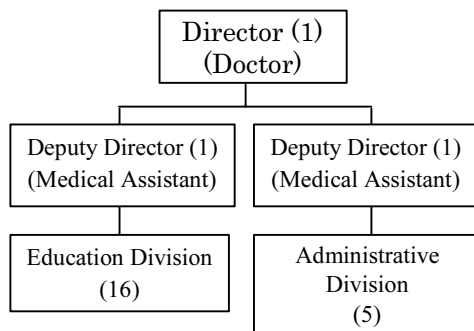 Director (1)
(Doctor)
Deputy Director (1)
(Medical Assistant)
Deputy Director (1)
(Medical Assistant)
Education Division
(16)
Administrative
Division
(5)